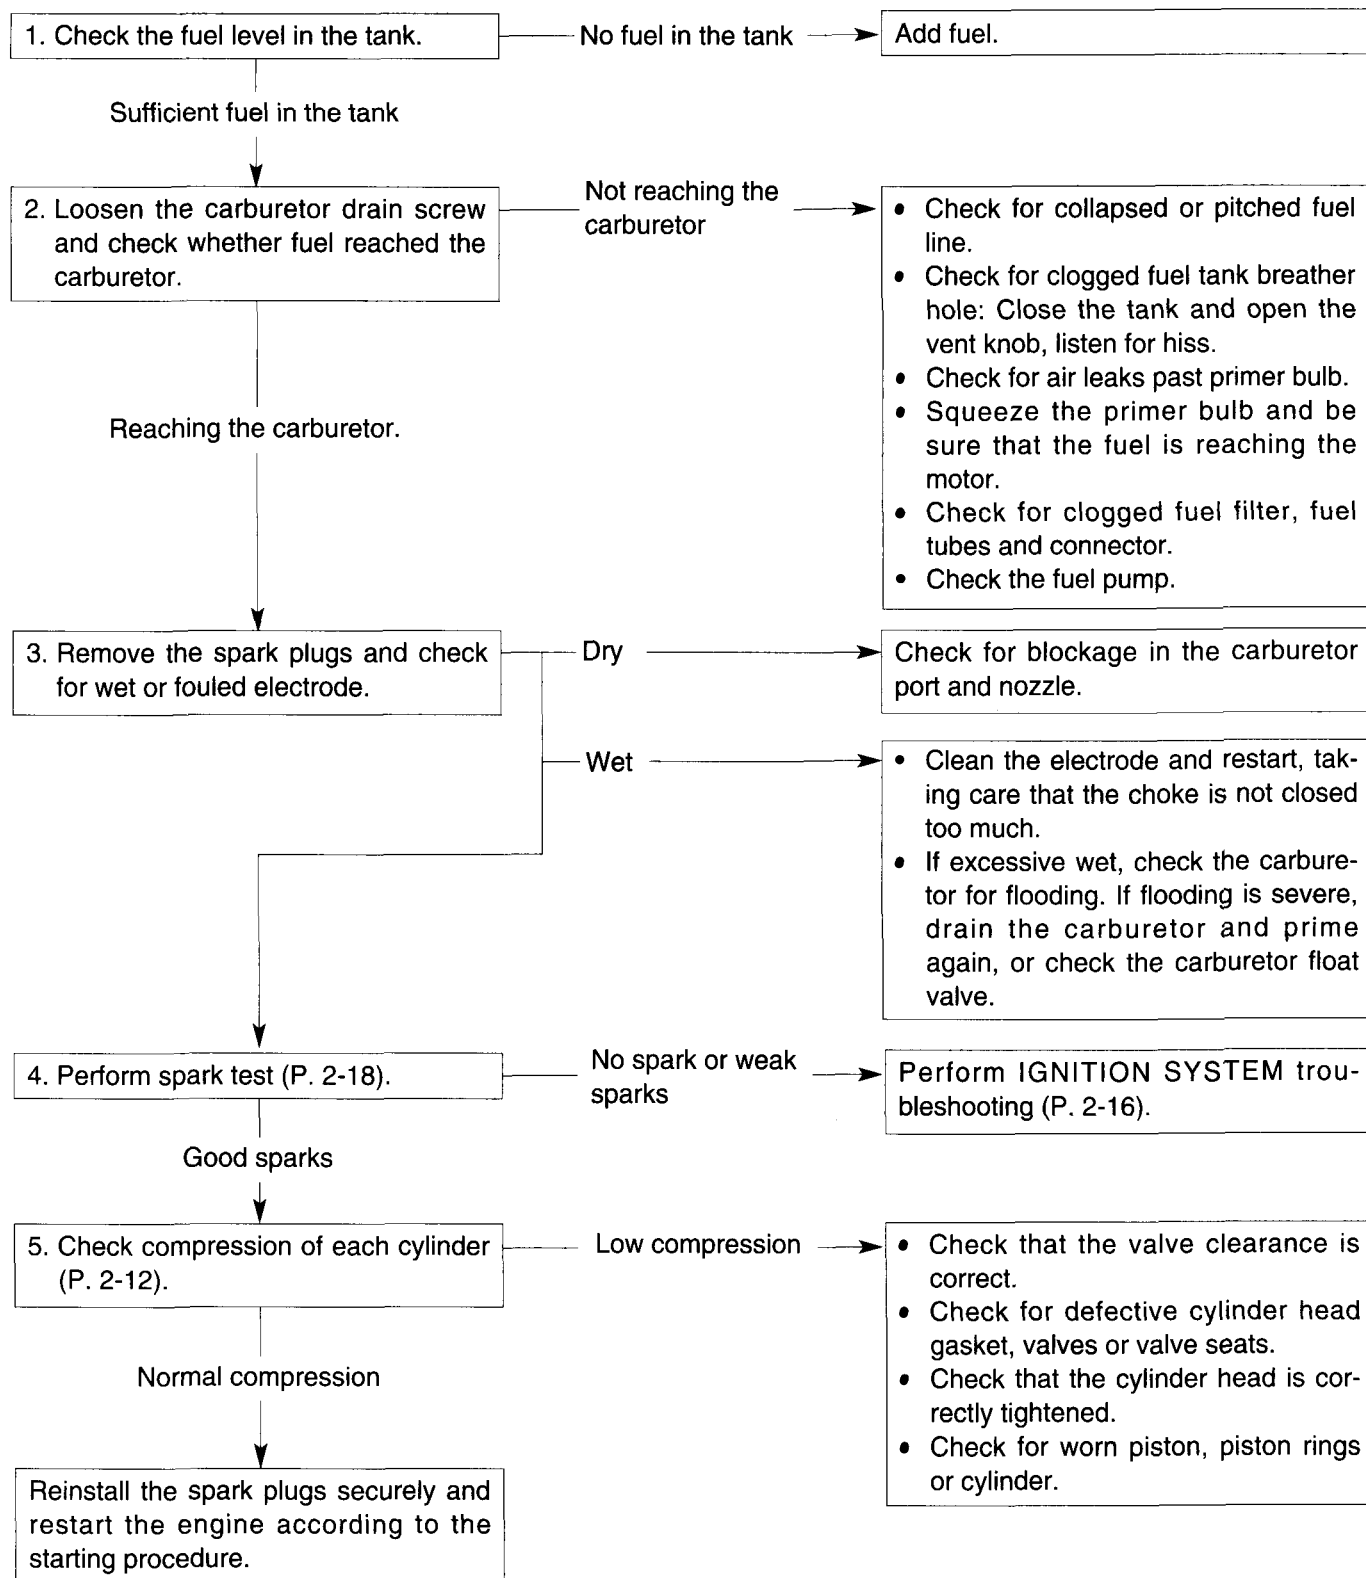 1. Check the fuel level in the tank.
No fuel in the tank
Add fuel.
Sufficient fuel in the tank
2. Loosen the carburetor drain screw
and check whether fuel reached the
carburetor.
Not reaching the
carburetor
• Check for collapsed or pitched fuel
line.
• Check for clogged fuel tank breather
hole: Close the tank and open the
vent knob, listen for hiss.
• Check for air leaks past primer bulb.
• Squeeze the primer bulb and be
sure that the fuel is reaching the
motor.
• Check for clogged fuel filter, fuel
tubes and connector.
• Check the fuel pump.
Reaching the carburetor.
3. Remove the spark plugs and check
for wet or fouled electrode.
Dry
Check for blockage in the carburetor
port and nozzle.
Wet
• Clean the electrode and restart, tak-
ing care that the choke is not closed
too much.
• If excessive wet, check the carbure-
tor for flooding. If flooding is severe,
drain the carburetor and prime
again, or check the carburetor float
valve.
4. Perform spark test (P. 2-18).
No spark or weak
sparks
Perform IGNITION SYSTEM trou-
bleshooting (P. 2-16).
Good sparks
5. Check compression of each cylinder
(P. 2-12).
Low compression
• Check that the valve clearance is
correct.
• Check for defective cylinder head
gasket, valves or valve seats.
• Check that the cylinder head is cor-
rectly tightened.
• Check for worn piston, piston rings
or cylinder.
Normal compression
Reinstall the spark plugs securely and
restart the engine according to the
starting procedure.